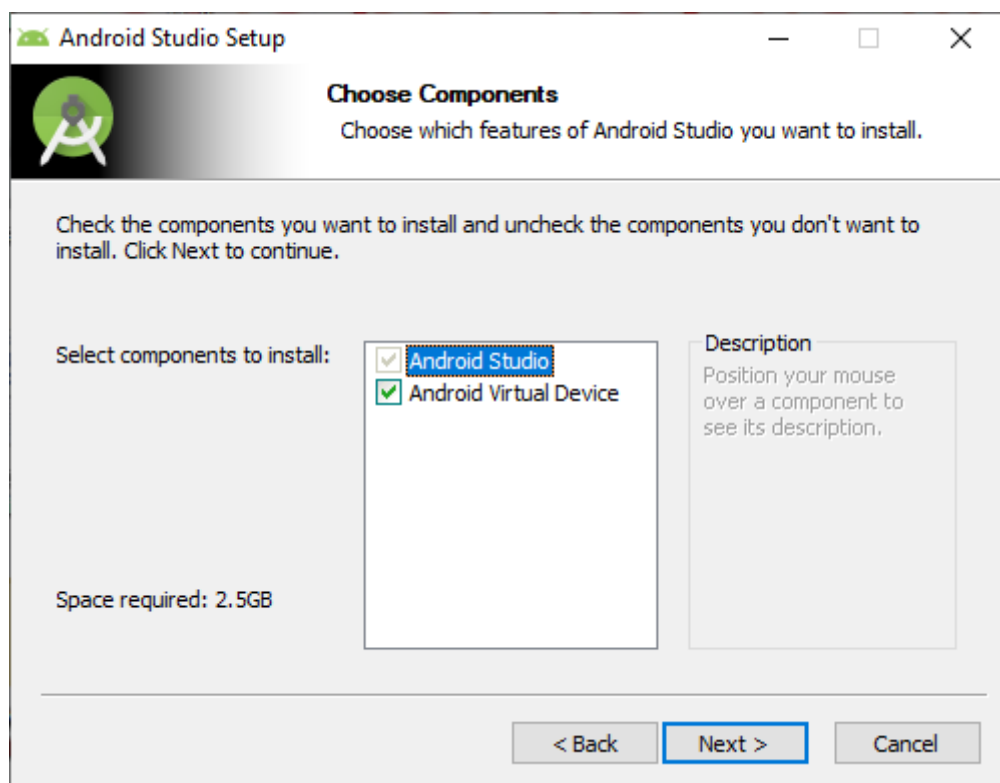 Android Studio Setup
Choose Components
Choose which features of Android Studio you want to install.
Check the components you want to install and uncheck the components you don't want to
install. Click Next to continue.
Select components to install:
Android Studio
Android Virtual Device
Description
Position your mouse
over a component to
see its description.
Space required: 2.5GB
< Back
Next >
Cancel